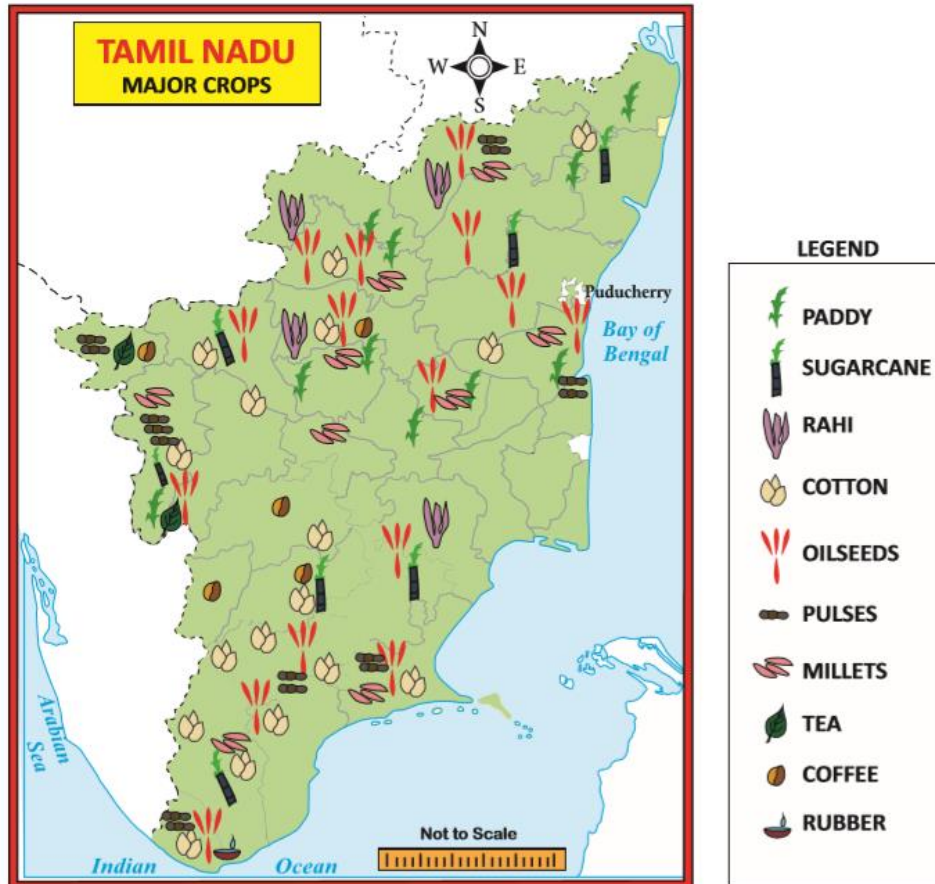 TAMIL NADU
MAJOR CROPS
N
W E
S
Puducherry
Bay of
Bengal
Arabian
Sea
Indian Ocean
Not to Scale
LEGEND
PADDY
SUGARCANE
RAHI
COTTON
OILSEEDS
PULSES
MILLETS
TEA
COFFEE
RUBBER